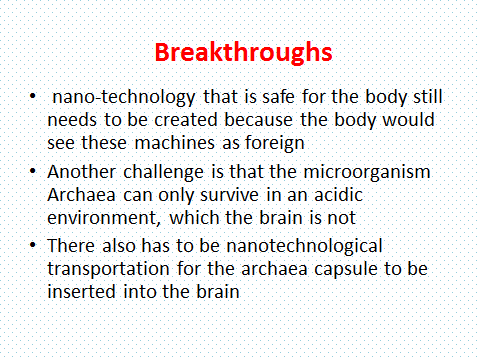 Breakthroughs
• nano-technology that is safe for the body still
needs to be created because the body would
see these machines as foreign
• Another challenge is that the microorganism
Archaea can only survive in an acidic
environment, which the brain is not
• There also has to be nanotechnological
transportation for the archaea capsule to be
inserted into the brain